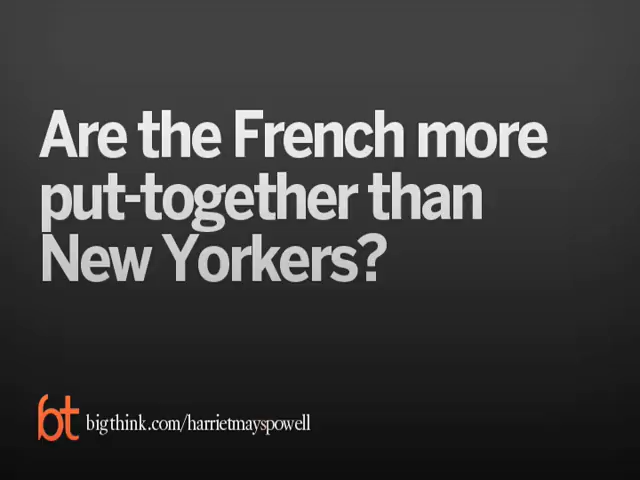 Are the French more
put-together than
New Yorkers?
bt bigthink.com/harrietmayspowell